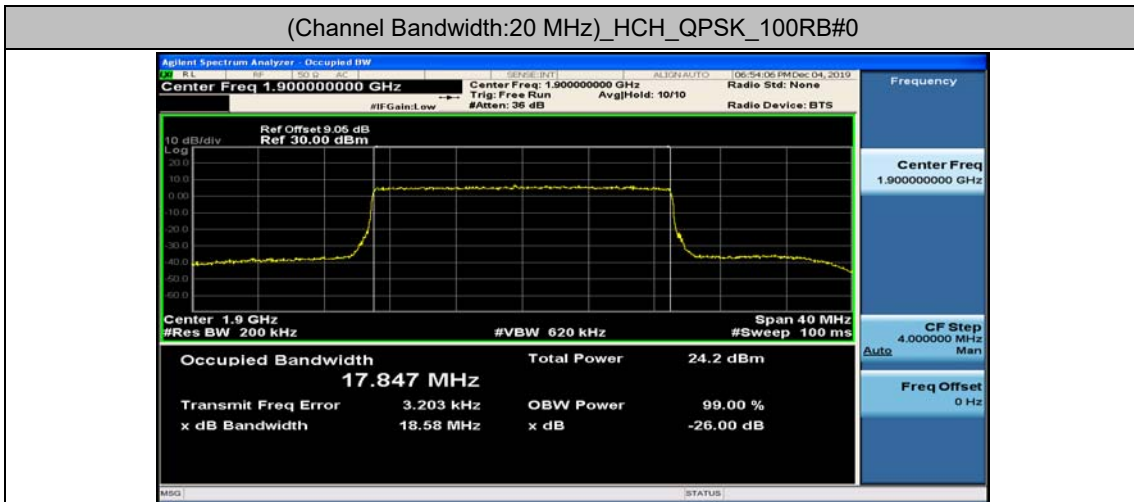 (Channel Bandwidth:20 MHz)_HCH_QPSK_100RB#0
Agilent Spectrum Analyzer - Occupied BW
RL RF 50 Ω AC SENSE:INT ALIGN AUTO 06:54:06 PM Dec 04, 2019
Center Freq 1.900000000 GHz
Center Freq: 1.900000000 GHz
Radio Std: None
Trig: Free Run Avg|Hold: 10/10
#IFGain:Low #Atten: 36 dB Radio Device: BTS
Frequency
Ref Offset 9.05 dB
10 dB/div Ref 30.00 dBm
Log
20.0
10.0
0.00
-10.0
-20.0
-30.0
-40.0
-50.0
-60.0
Center Freq
1.900000000 GHz
Center 1.9 GHz Span 40 MHz
#Res BW 200 kHz #VBW 620 kHz #Sweep 100 ms
CF Step
4.000000 MHz
Auto Man
Occupied Bandwidth Total Power 24.2 dBm
17.847 MHz
Transmit Freq Error 3.203 kHz OBW Power 99.00 %
x dB Bandwidth 18.58 MHz x dB -26.00 dB
Freq Offset
0 Hz
MSG STATUS